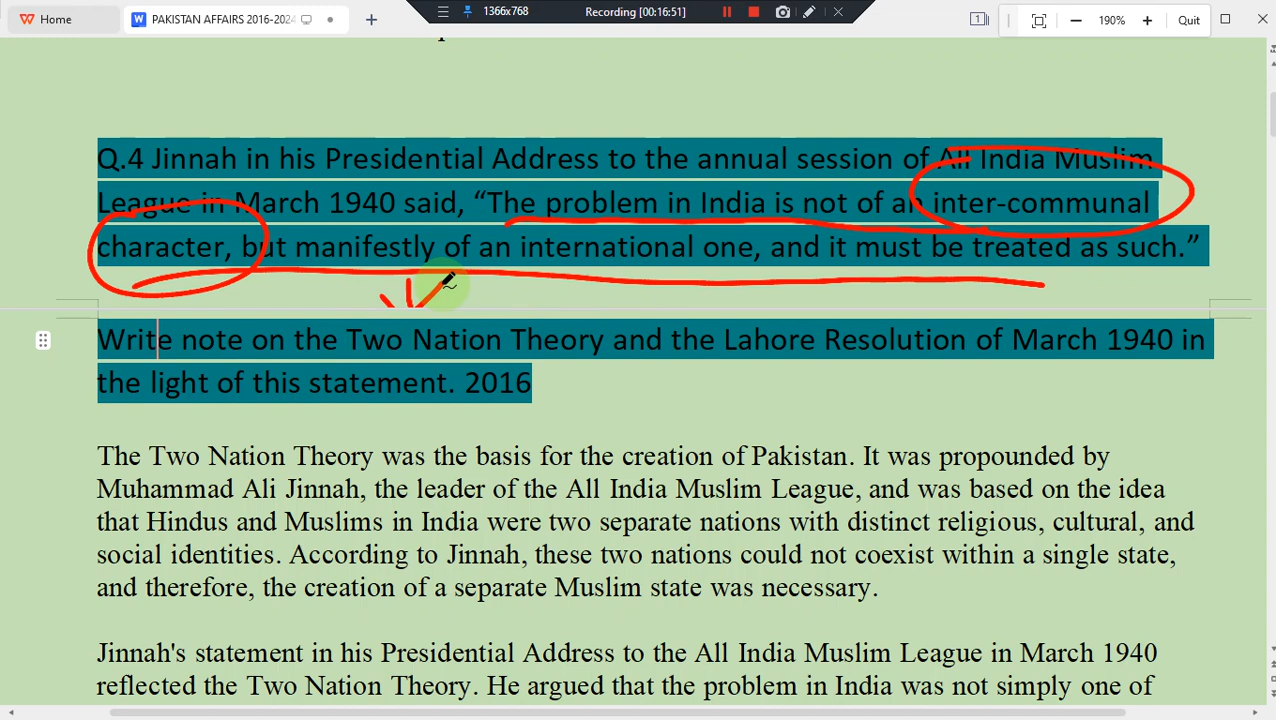 Home
PAKISTAN AFFAIRS 2016-2024
1366x768
Recording [00:16:51]
190%
Quit
Q.4 Jinnah in his Presidential Address to the annual session of All India Muslim
League in March 1940 said, “The problem in India is not of an inter-communal
character, but manifestly of an international one, and it must be treated as such.”
Write note on the Two Nation Theory and the Lahore Resolution of March 1940 in
the light of this statement. 2016
The Two Nation Theory was the basis for the creation of Pakistan. It was propounded by
Muhammad Ali Jinnah, the leader of the All India Muslim League, and was based on the idea
that Hindus and Muslims in India were two separate nations with distinct religious, cultural, and
social identities. According to Jinnah, these two nations could not coexist within a single state,
and therefore, the creation of a separate Muslim state was necessary.
Jinnah's statement in his Presidential Address to the All India Muslim League in March 1940
reflected the Two Nation Theory. He argued that the problem in India was not simply one of